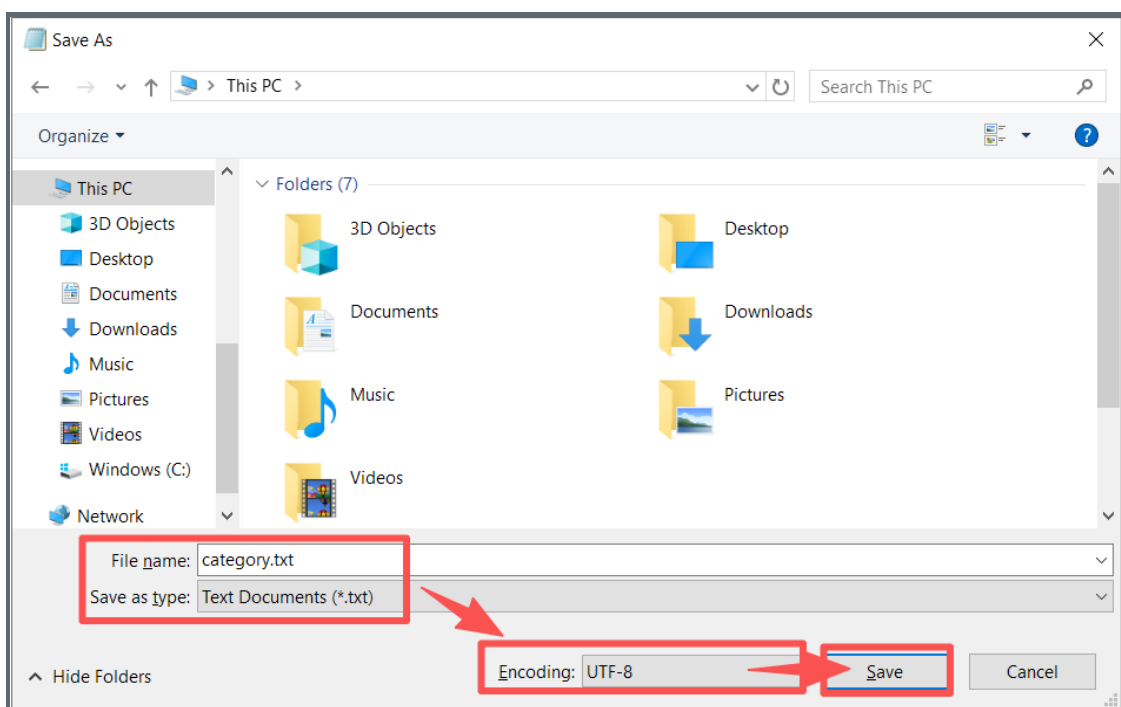 Save As
This PC
Search This PC
Organize
This PC
3D Objects
Desktop
Documents
Downloads
Music
Pictures
Videos
Windows (C:)
Network
Folders (7)
3D Objects
Desktop
Documents
Downloads
Music
Pictures
Videos
File name: category.txt
Save as type: Text Documents (*.txt)
Hide Folders
Encoding: UTF-8
Save
Cancel